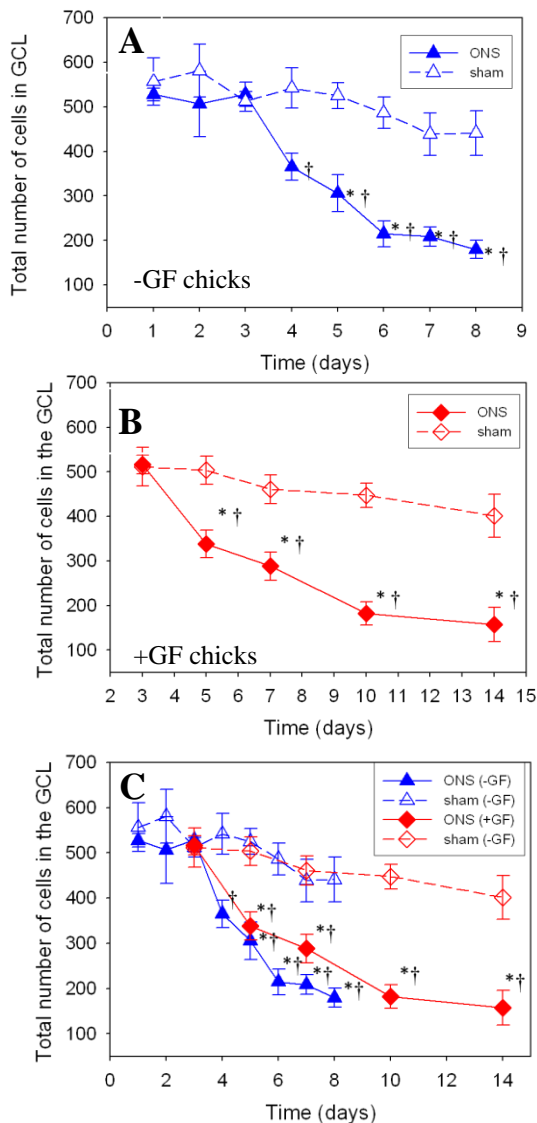 A
Total number of cells in GCL
700
600
500
400
300
200
100
ONS
sham
†
* †
* †
* †
* †
-GF chicks
0 1 2 3 4 5 6 7 8 9
Time (days)
B
Total number of cells in the GCL
700
600
500
400
300
200
100
ONS
sham
* †
* †
* †
* †
+GF chicks
2 3 4 5 6 7 8 9 10 11 12 13 14 15
Time (days)
C
Total number of cells in the GCL
700
600
500
400
300
200
100
ONS (-GF)
sham (-GF)
ONS (+GF)
sham (-GF)
†
*†
*†
*†
*†
*†
*†
*†
*†
0 2 4 6 8 10 12 14
Time (days)